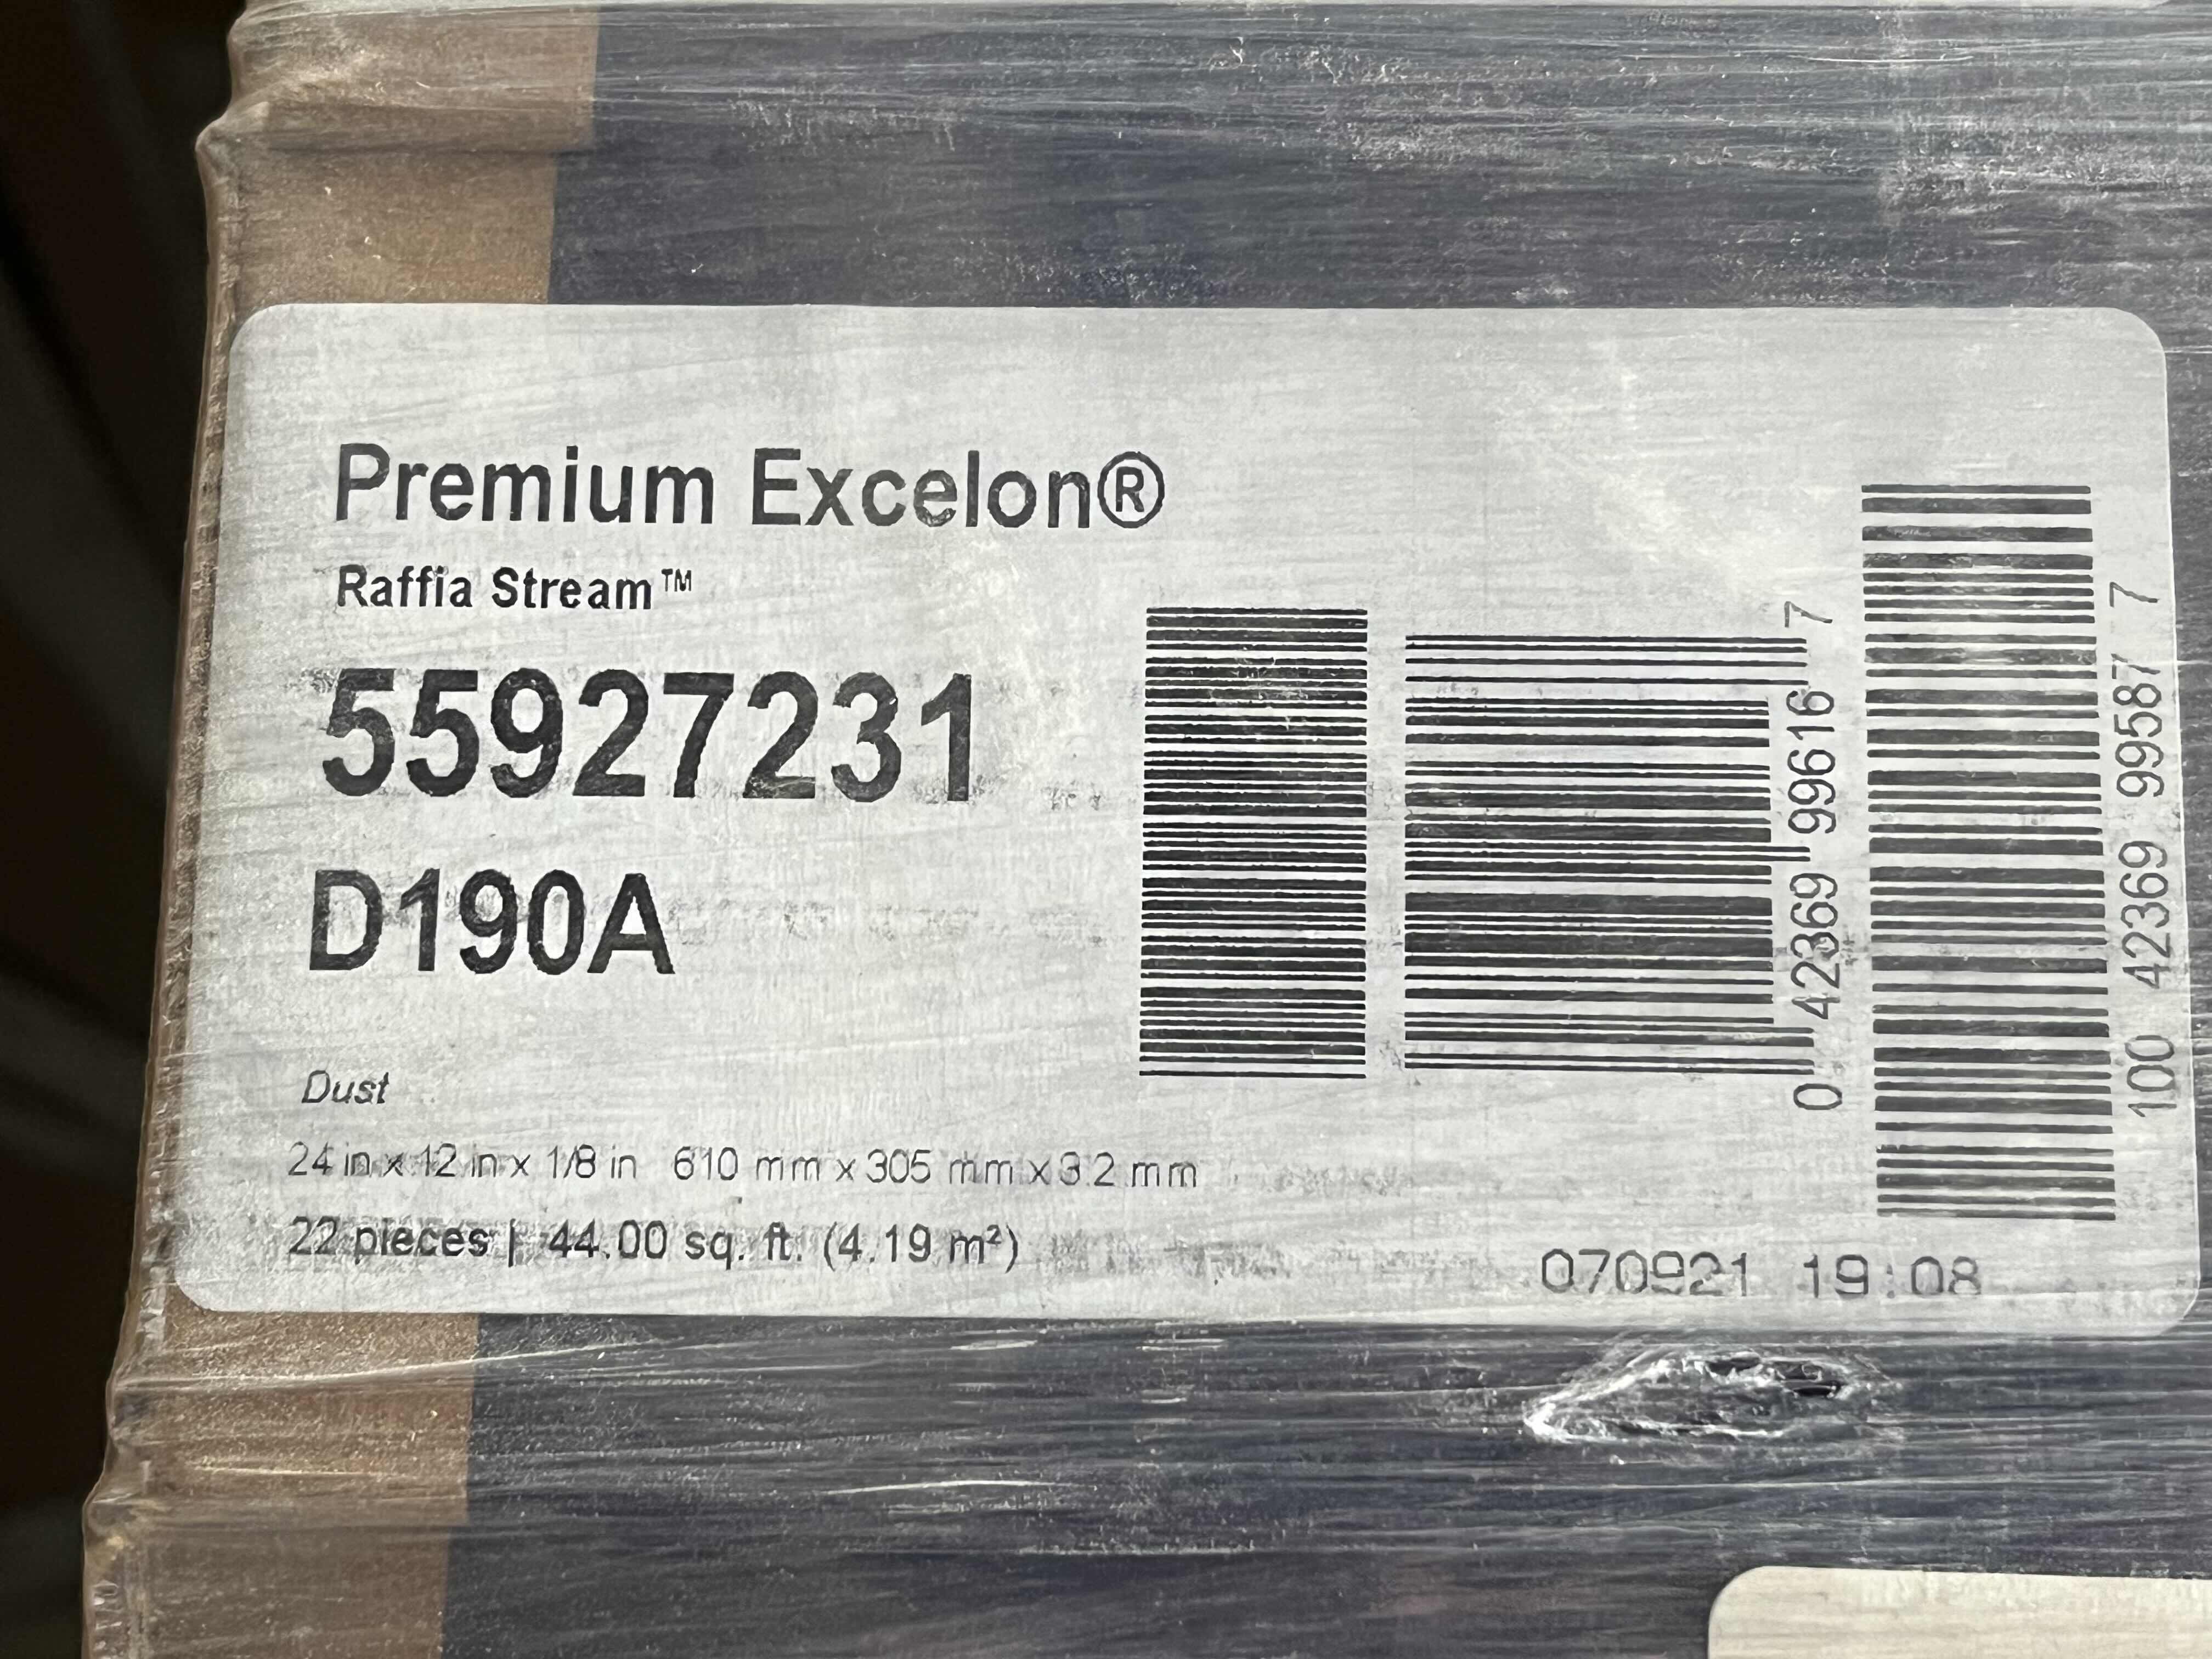 Premium Excelon®
Raffia Stream™
55927231
D190A
Dust
24 in x 12 in x 1/8 in 610 mm x 305 mm x 3.2 mm
22 pieces | 44.00 sq. ft. (4.19 m²)
0 42369 99616 7
100 42369 99587 7
070921 19:08